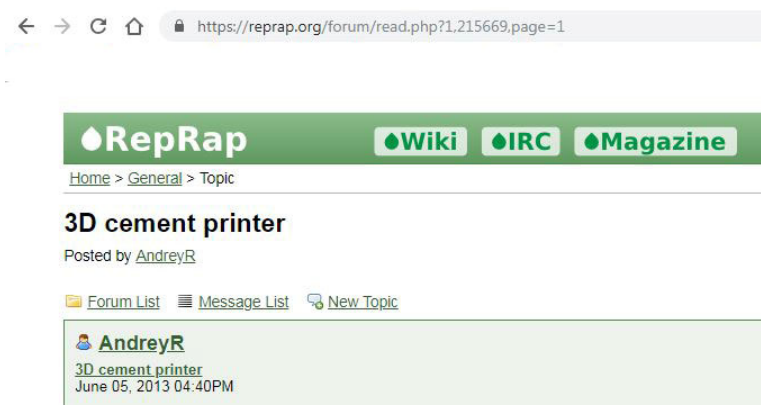 https://reprap.org/forum/read.php?1,215669,page=1
RepRap Wiki IRC Magazine
Home > General > Topic
3D cement printer
Posted by AndreyR
Forum List Message List New Topic
AndreyR
3D cement printer
June 05, 2013 04:40PM